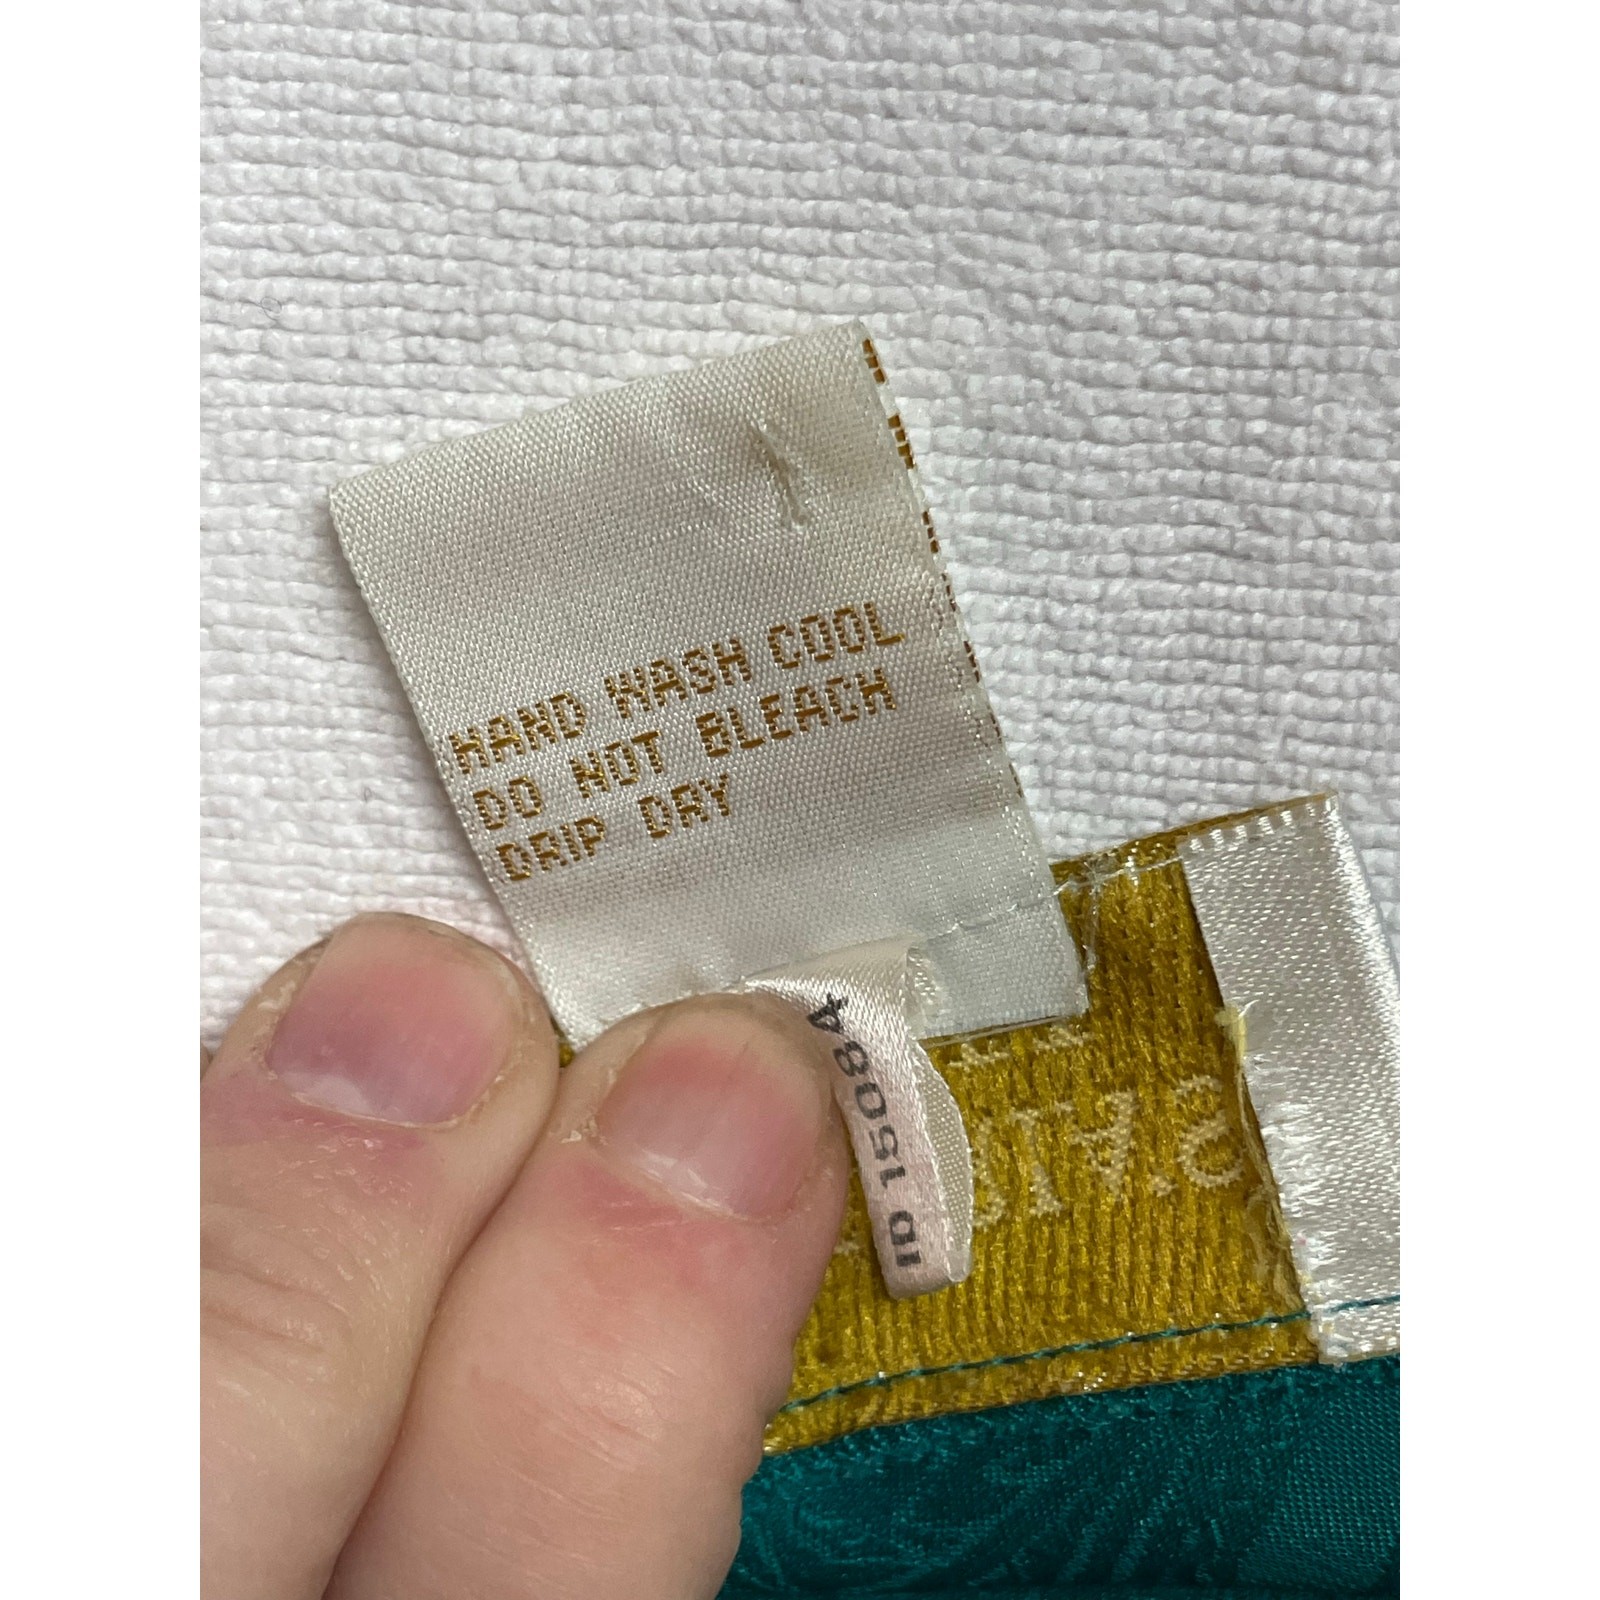 HAND WASH COOL
DO NOT BLEACH
DRIP DRY
ID 15084